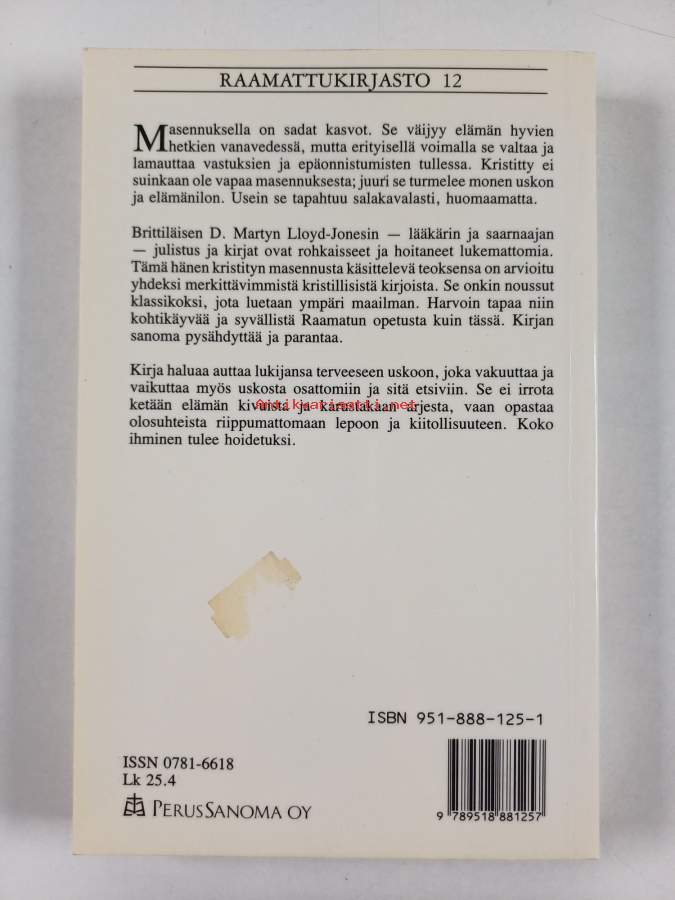 RAAMATTUKIRJASTO 12
Masennuksella on sadat kasvot. Se väijyy elämän hyvien
hetkien vanavedessä, mutta erityisellä voimalla se valtaa ja
lamauttaa vastuksien ja epäonnistumisten tullessa. Kristitty ei
suinkaan ole vapaa masennuksesta; juuri se turmelee monen uskon
ja elämänilon. Usein se tapahtuu salakavalasti, huomaamatta.
Brittiläisen D. Martyn Lloyd-Jonesin — lääkärin ja saarnaajan
— julistus ja kirjat ovat rohkaisseet ja hoitaneet lukemattomia.
Tämä hänen kristityn masennusta käsittelevä teoksensa on arvioitu
yhdeksi merkittävimmistä kristillisistä kirjoista. Se onkin noussut
klassikoksi, jota luetaan ympäri maailman. Harvoin tapaa niin
kohtikäyvää ja syvällistä Raamatun opetusta kuin tässä. Kirjan
sanoma pysähdyttää ja parantaa.
Kirja haluaa auttaa lukijansa terveeseen uskoon, joka vakuuttaa ja
vaikuttaa myös uskosta osattomiin ja sitä etsiviin. Se ei irrota
ketään elämän kivuista ja karustakaan arjesta, vaan opastaa
Antikvariaatti.net
olosuhteista riippumattomaan lepoon ja kiitollisuuteen. Koko
ihminen tulee hoidetuksi.
ISBN 951-888-125-1
ISSN 0781-6618
Lk 25.4
PERUSSANOMA OY
9 789518 881257